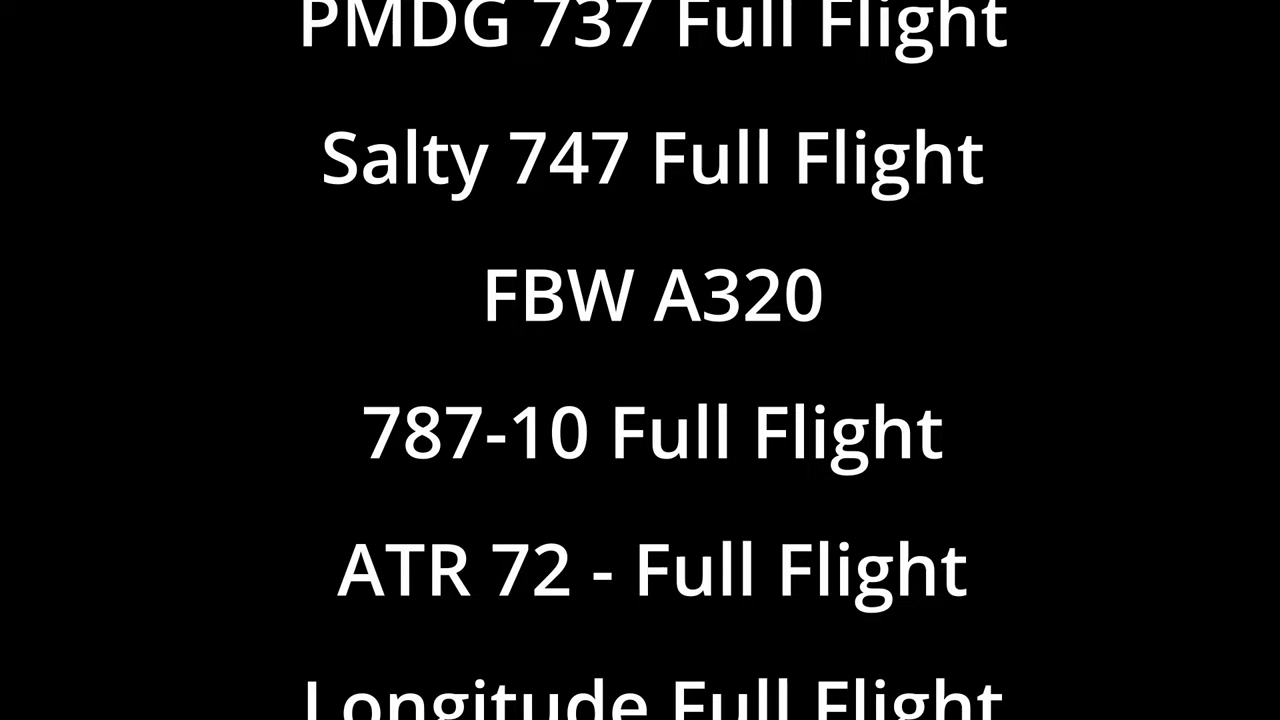 PMDG 737 Full Flight
Salty 747 Full Flight
FBW A320
787-10 Full Flight
ATR 72 - Full Flight
Longitude Full Flight